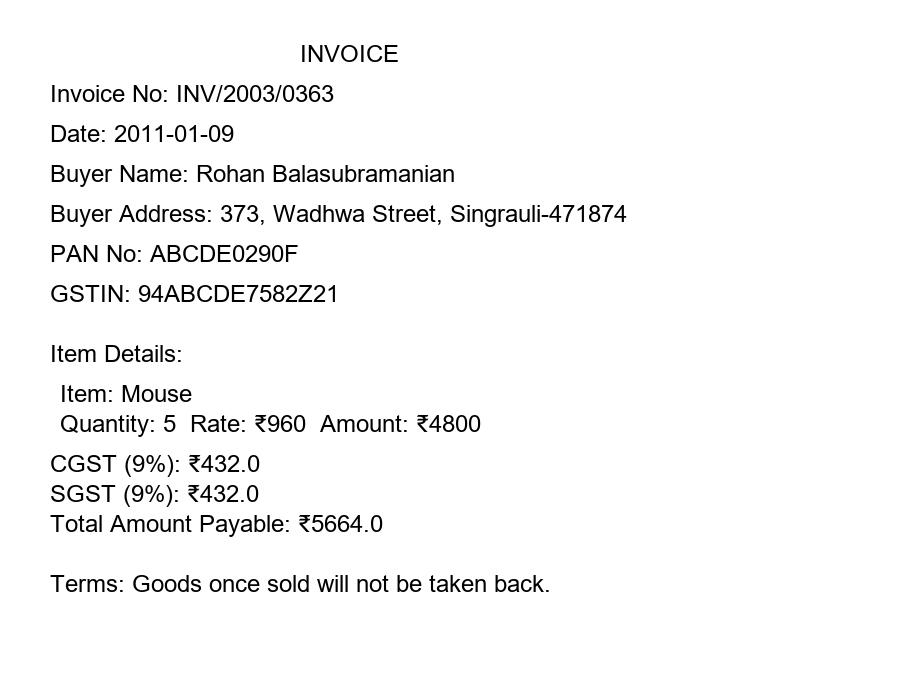 INVOICE
Invoice No: INV/2003/0363
Date: 2011-01-09
Buyer Name: Rohan Balasubramanian
Buyer Address: 373, Wadhwa Street, Singrauli-471874
PAN No: ABCDE0290F
GSTIN: 94ABCDE7582Z21
Item Details:
Item: Mouse
Quantity: 5  Rate: ₹960  Amount: ₹4800
CGST (9%): ₹432.0
SGST (9%): ₹432.0
Total Amount Payable: ₹5664.0
Terms: Goods once sold will not be taken back.